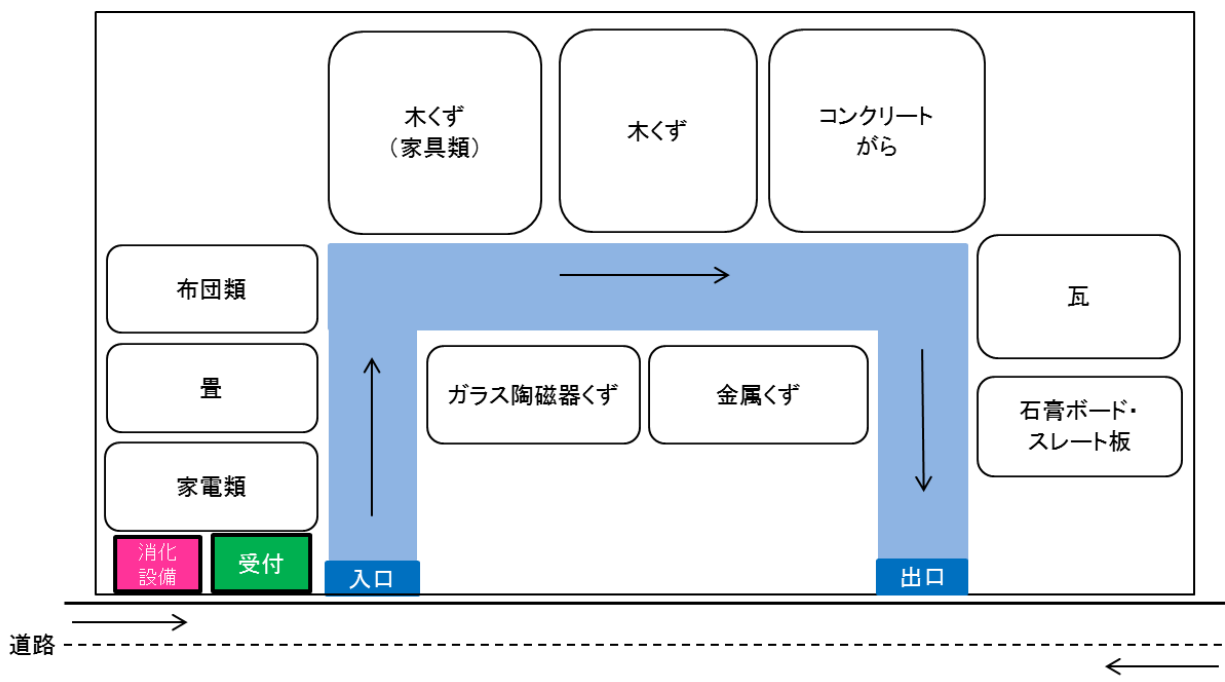 木くず
（家具類）
木くず
コンクリート
がら
布団類
畳
家電類
ガラス陶磁器くず
金属くず
瓦
石膏ボード・
スレート板
消化
設備
受付
入口
出口
道路